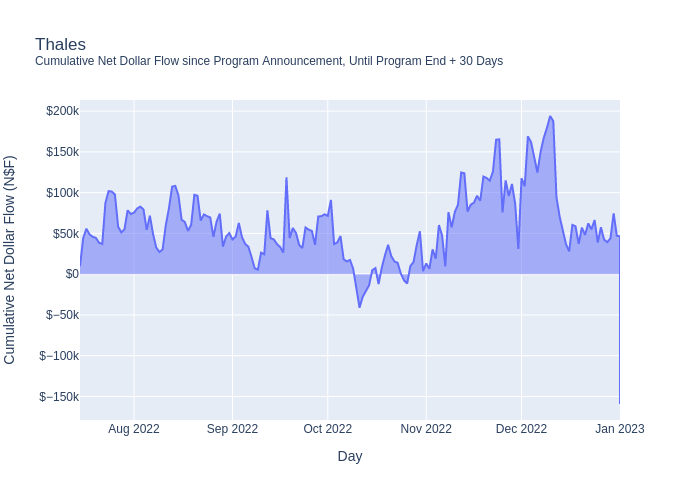 Thales
Cumulative Net Dollar Flow since Program Announcement, Until Program End + 30 Days
Cumulative Net Dollar Flow (N$F)
$200k
$150k
$100k
$50k
$0
$−50k
$−100k
$−150k
Aug 2022 Sep 2022 Oct 2022 Nov 2022 Dec 2022 Jan 2023
Day